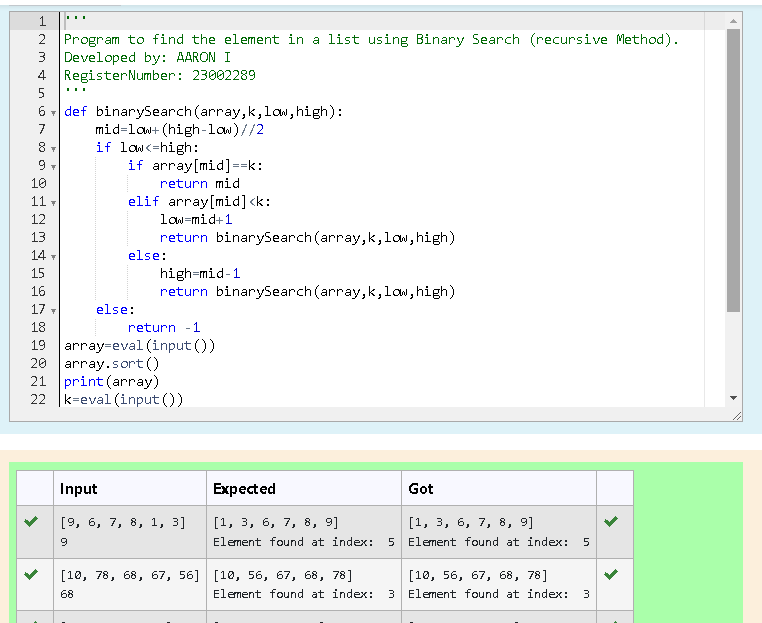 1 '''
2 Program to find the element in a list using Binary Search (recursive Method).
3 Developed by: AARON I
4 RegisterNumber: 23002289
5 '''
6 def binarySearch(array,k,low,high):
7     mid=low+(high-low)//2
8     if low<=high:
9         if array[mid]==k:
10             return mid
11         elif array[mid]<k:
12             low=mid+1
13             return binarySearch(array,k,low,high)
14         else:
15             high=mid-1
16             return binarySearch(array,k,low,high)
17     else:
18         return -1
19 array=eval(input())
20 array.sort()
21 print(array)
22 k=eval(input())
Input Expected Got
[9, 6, 7, 8, 1, 3] [1, 3, 6, 7, 8, 9] [1, 3, 6, 7, 8, 9]
9 Element found at index:  5 Element found at index:  5
[10, 78, 68, 67, 56] [10, 56, 67, 68, 78] [10, 56, 67, 68, 78]
68 Element found at index:  3 Element found at index:  3